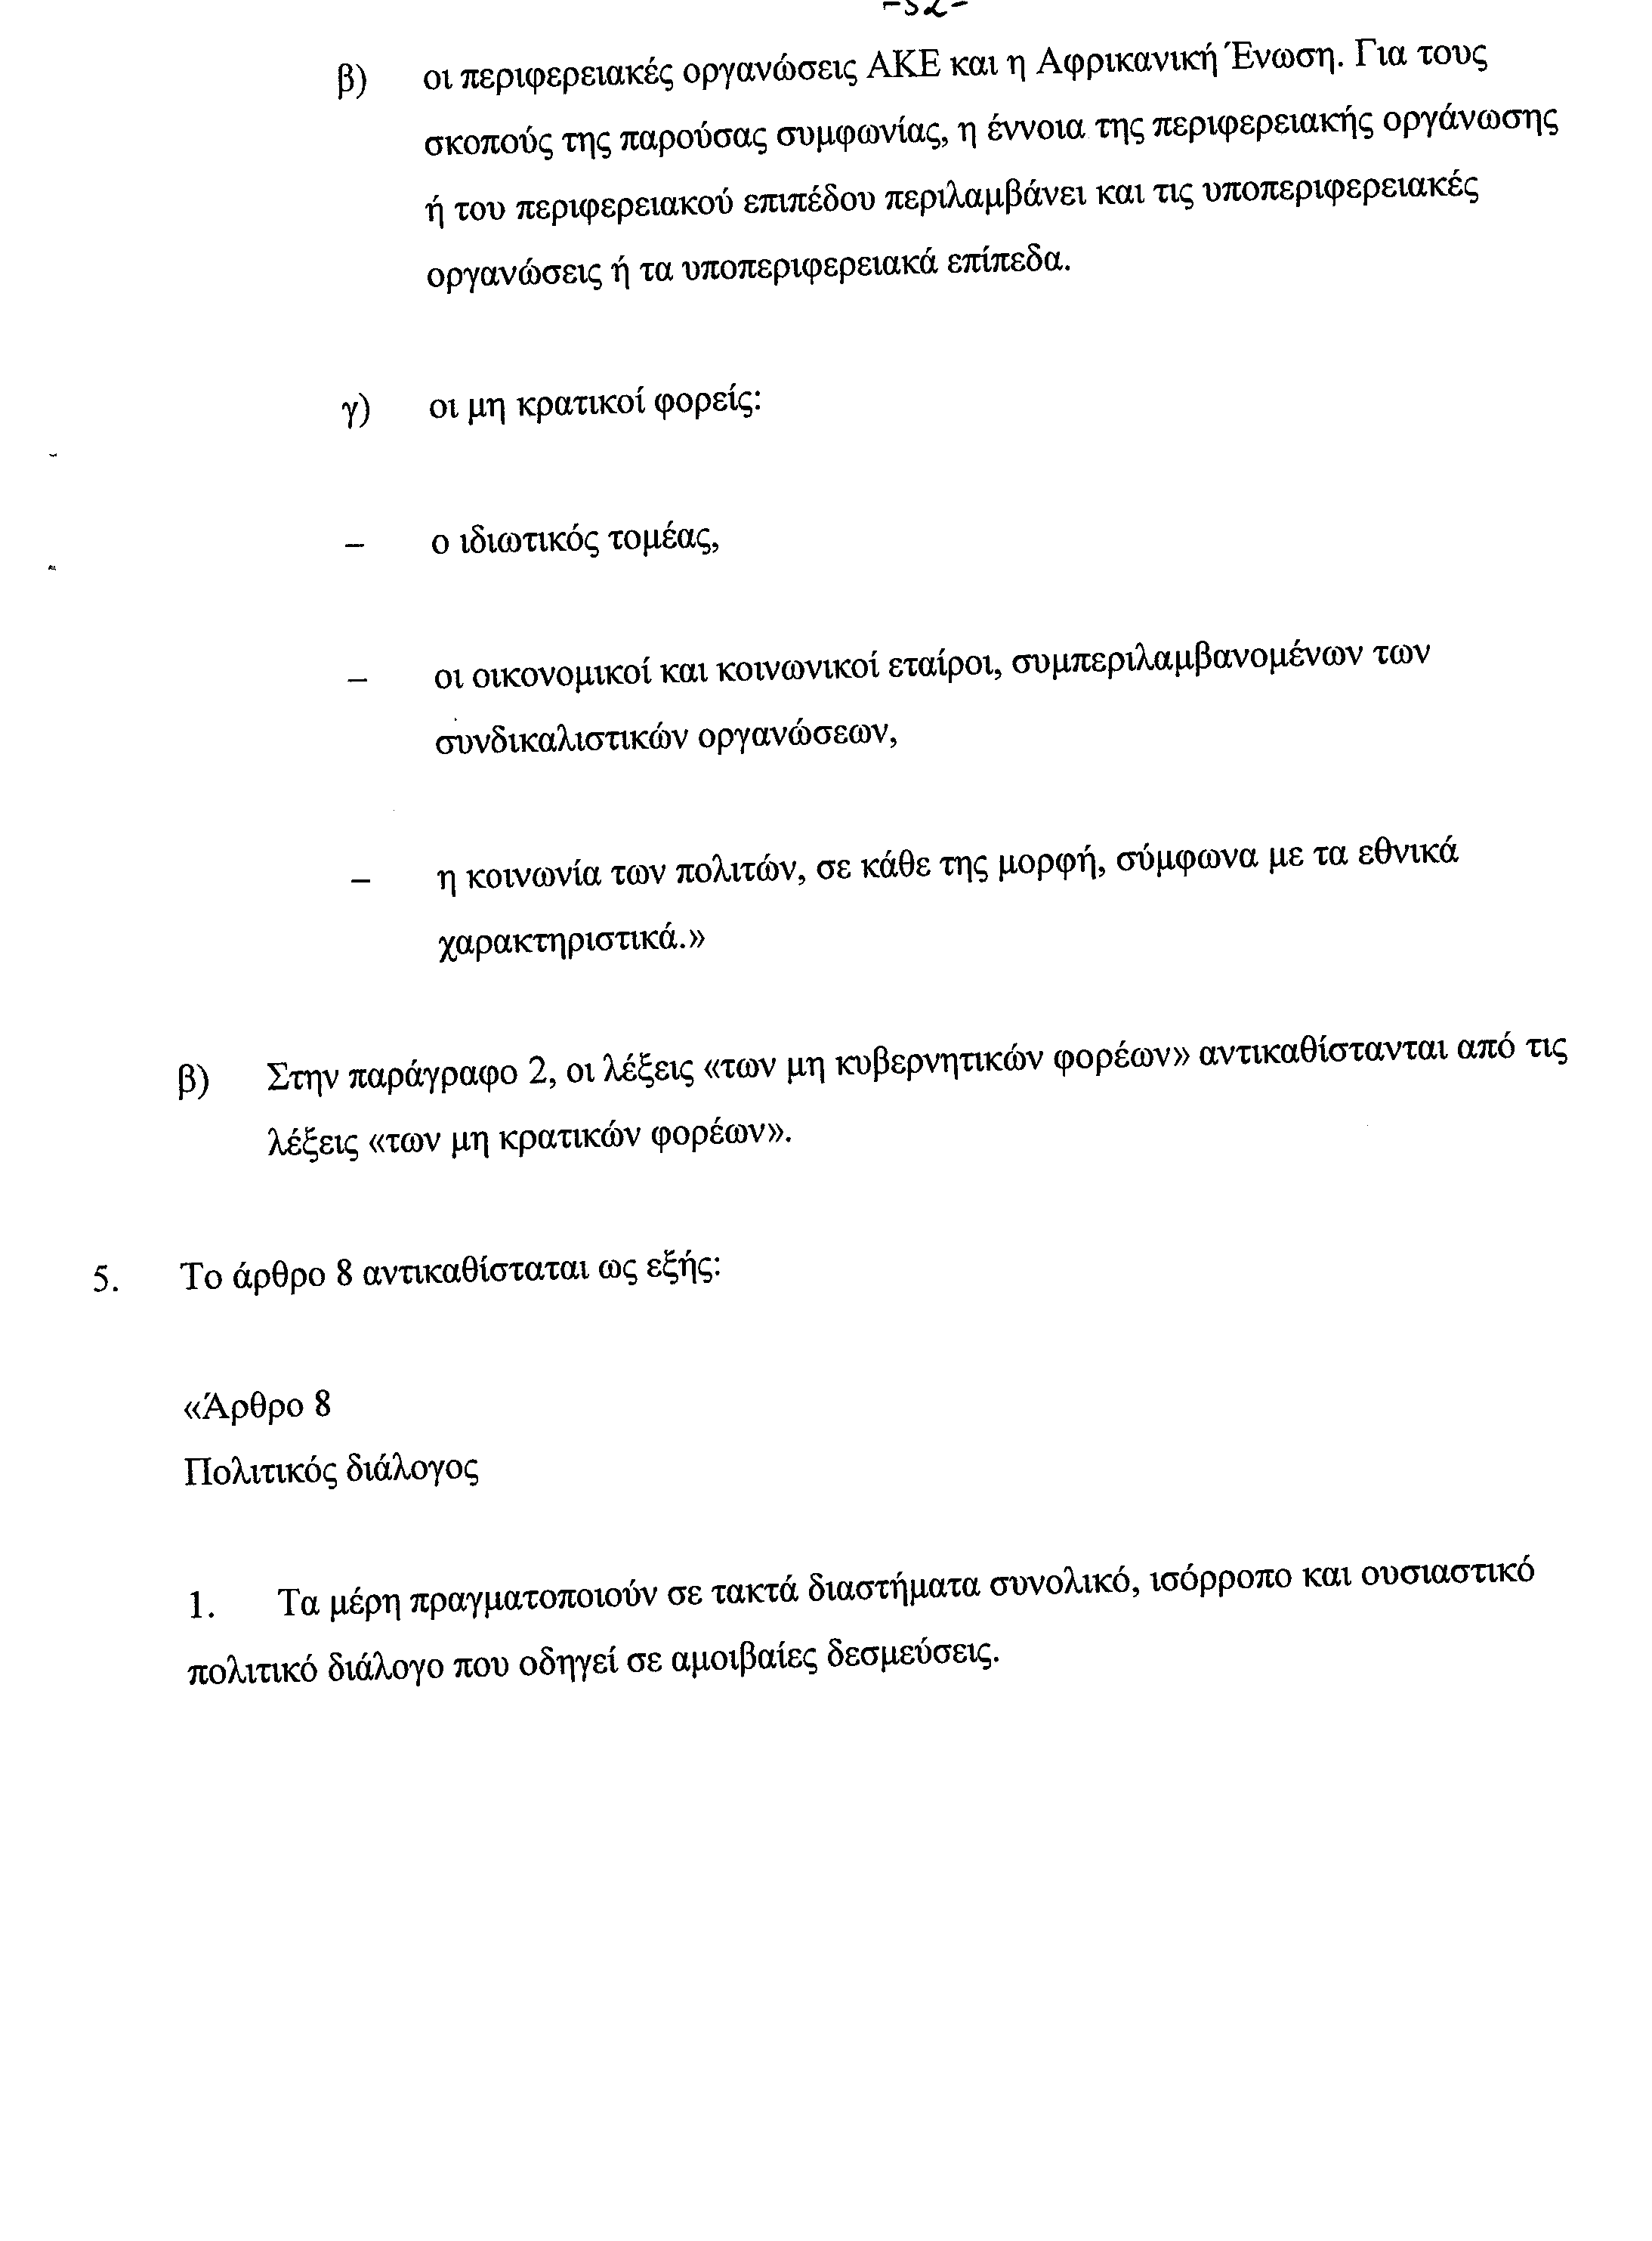 β) οι περιφερειακές οργανώσεις ΑΚΕ και η Αφρικανική Ένωση. Για τους
σκοπούς της παρούσας συμφωνίας, η έννοια της περιφερειακής οργάνωσης
ή του περιφερειακού επιπέδου περιλαμβάνει και τις υποπεριφερειακές
οργανώσεις ή τα υποπεριφερειακά επίπεδα.
γ) οι μη κρατικοί φορείς:
– ο ιδιωτικός τομέας,
– οι οικονομικοί και κοινωνικοί εταίροι, συμπεριλαμβανομένων των
συνδικαλιστικών οργανώσεων,
– η κοινωνία των πολιτών, σε κάθε της μορφή, σύμφωνα με τα εθνικά
χαρακτηριστικά.»
β) Στην παράγραφο 2, οι λέξεις «των μη κυβερνητικών φορέων» αντικαθίστανται από τις
λέξεις «των μη κρατικών φορέων».
5. Το άρθρο 8 αντικαθίσταται ως εξής:
«Άρθρο 8
Πολιτικός διάλογος
1. Τα μέρη πραγματοποιούν σε τακτά διαστήματα συνολικό, ισόρροπο και ουσιαστικό
πολιτικό διάλογο που οδηγεί σε αμοιβαίες δεσμεύσεις.